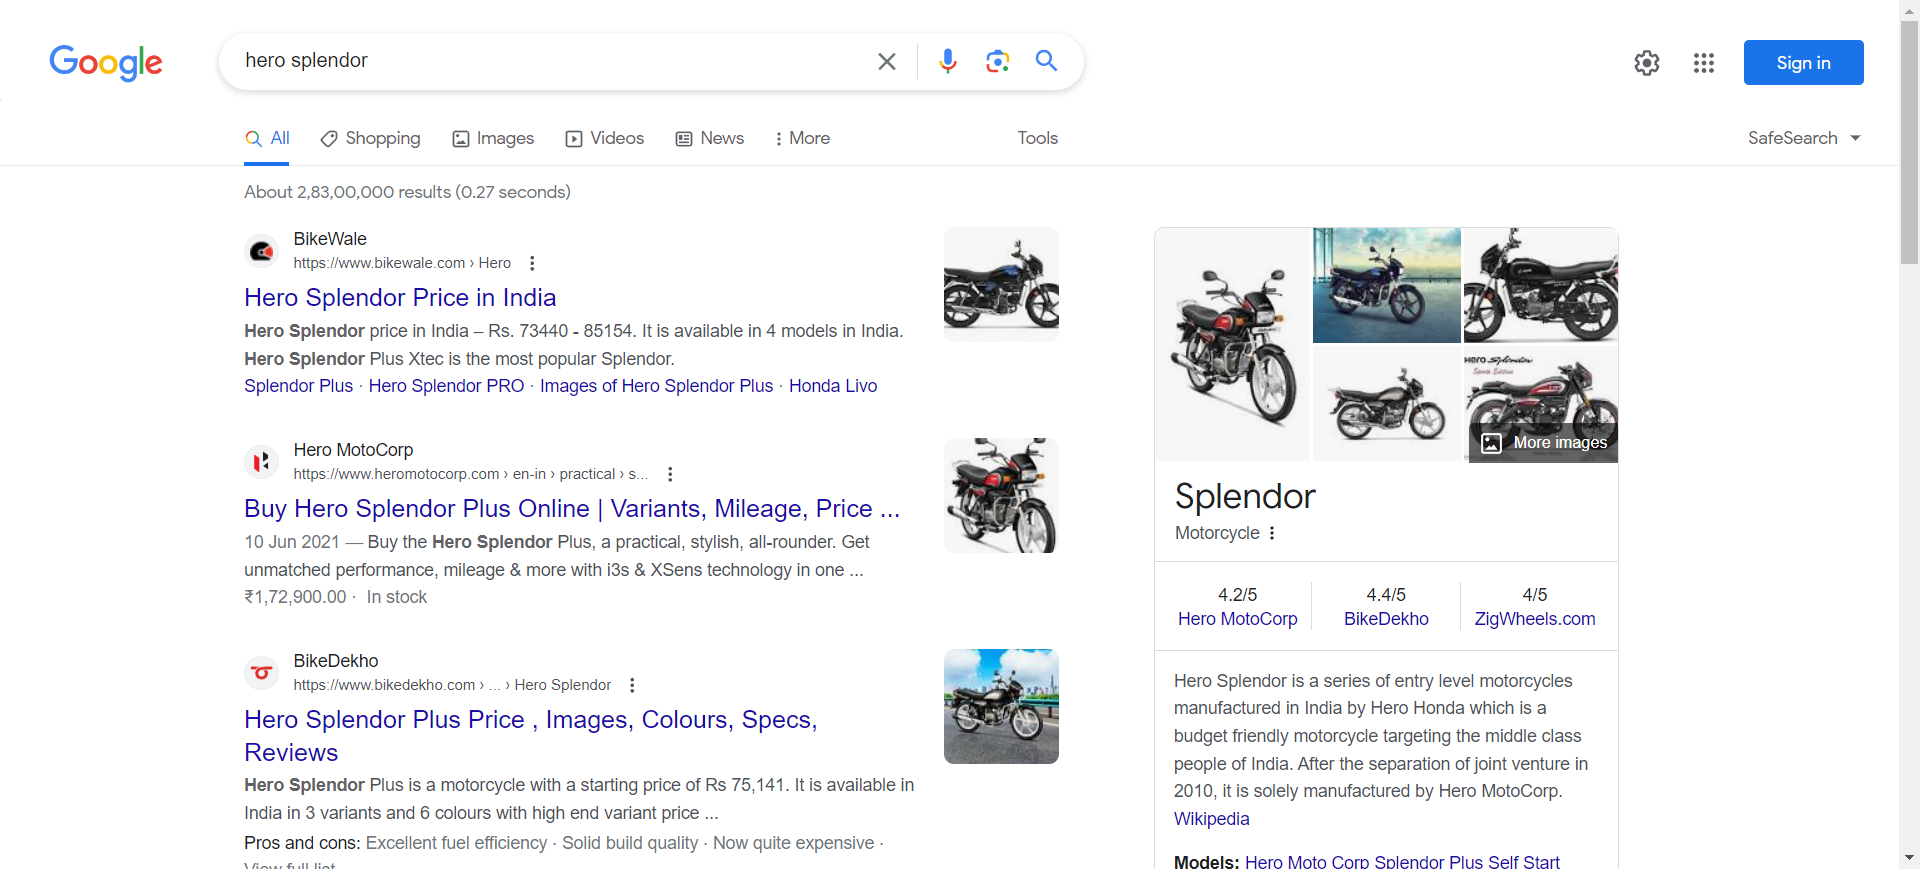 Google
hero splendor
Sign in
All
Shopping
Images
Videos
News
More
Tools
SafeSearch
About 2,83,00,000 results (0.27 seconds)
BikeWale
https://www.bikewale.com › Hero
Hero Splendor Price in India
Hero Splendor price in India – Rs. 73440 - 85154. It is available in 4 models in India.
Hero Splendor Plus Xtec is the most popular Splendor.
Splendor Plus · Hero Splendor PRO · Images of Hero Splendor Plus · Honda Livo
Hero MotoCorp
https://www.heromotocorp.com › en-in › practical › s...
Buy Hero Splendor Plus Online | Variants, Mileage, Price ...
10 Jun 2021 — Buy the Hero Splendor Plus, a practical, stylish, all-rounder. Get
unmatched performance, mileage & more with i3s & XSens technology in one ...
₹1,72,900.00 · In stock
BikeDekho
https://www.bikedekho.com › ... › Hero Splendor
Hero Splendor Plus Price , Images, Colours, Specs,
Reviews
Hero Splendor Plus is a motorcycle with a starting price of Rs 75,141. It is available in
India in 3 variants and 6 colours with high end variant price ...
Pros and cons: Excellent fuel efficiency · Solid build quality · Now quite expensive ·
View full list
Hero Splendor
Sports Edition
More images
Splendor
Motorcycle
4.2/5
Hero MotoCorp
4.4/5
BikeDekho
4/5
ZigWheels.com
Hero Splendor is a series of entry level motorcycles
manufactured in India by Hero Honda which is a
budget friendly motorcycle targeting the middle class
people of India. After the separation of joint venture in
2010, it is solely manufactured by Hero MotoCorp.
Wikipedia
Models: Hero Moto Corp Splendor Plus Self Start